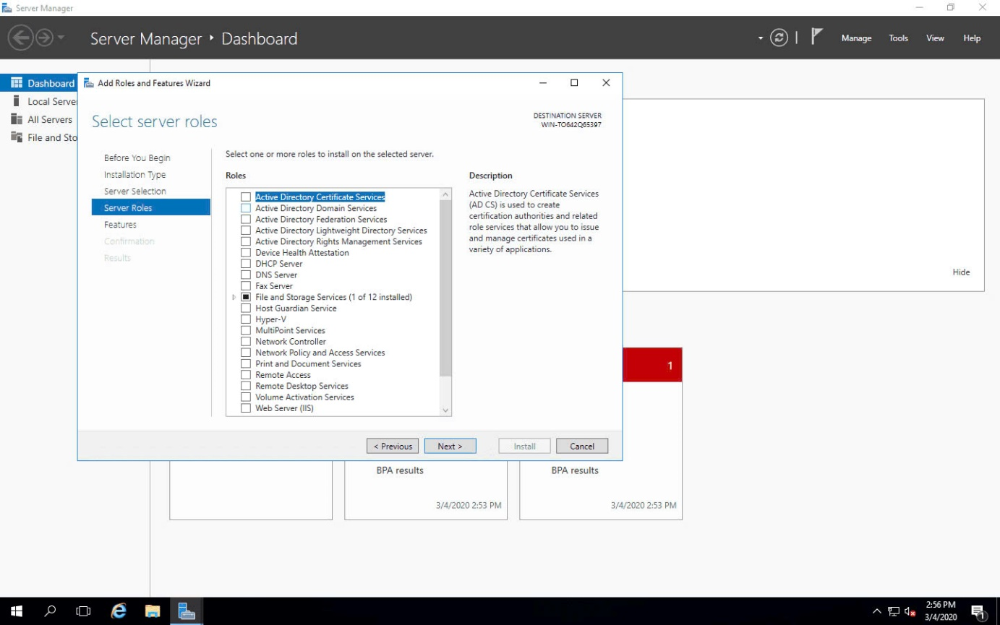 Server Manager
Server Manager ‣ Dashboard
Manage Tools View Help
Dashboard
Local Serve
All Servers
File and Sto
Add Roles and Features Wizard
Select server roles
DESTINATION SERVER
WIN-TO642Q65397
Before You Begin
Installation Type
Server Selection
Server Roles
Features
Confirmation
Results
Select one or more roles to install on the selected server.
Roles
Active Directory Certificate Services
Active Directory Domain Services
Active Directory Federation Services
Active Directory Lightweight Directory Services
Active Directory Rights Management Services
Device Health Attestation
DHCP Server
DNS Server
Fax Server
File and Storage Services (1 of 12 installed)
Host Guardian Service
Hyper-V
MultiPoint Services
Network Controller
Network Policy and Access Services
Print and Document Services
Remote Access
Remote Desktop Services
Volume Activation Services
Web Server (IIS)
Description
Active Directory Certificate Services
(AD CS) is used to create
certification authorities and related
role services that allow you to issue
and manage certificates used in a
variety of applications.
< Previous Next > Install Cancel
Hide
1
BPA results
3/4/2020 2:53 PM
BPA results
3/4/2020 2:53 PM
2:56 PM
3/4/2020
1